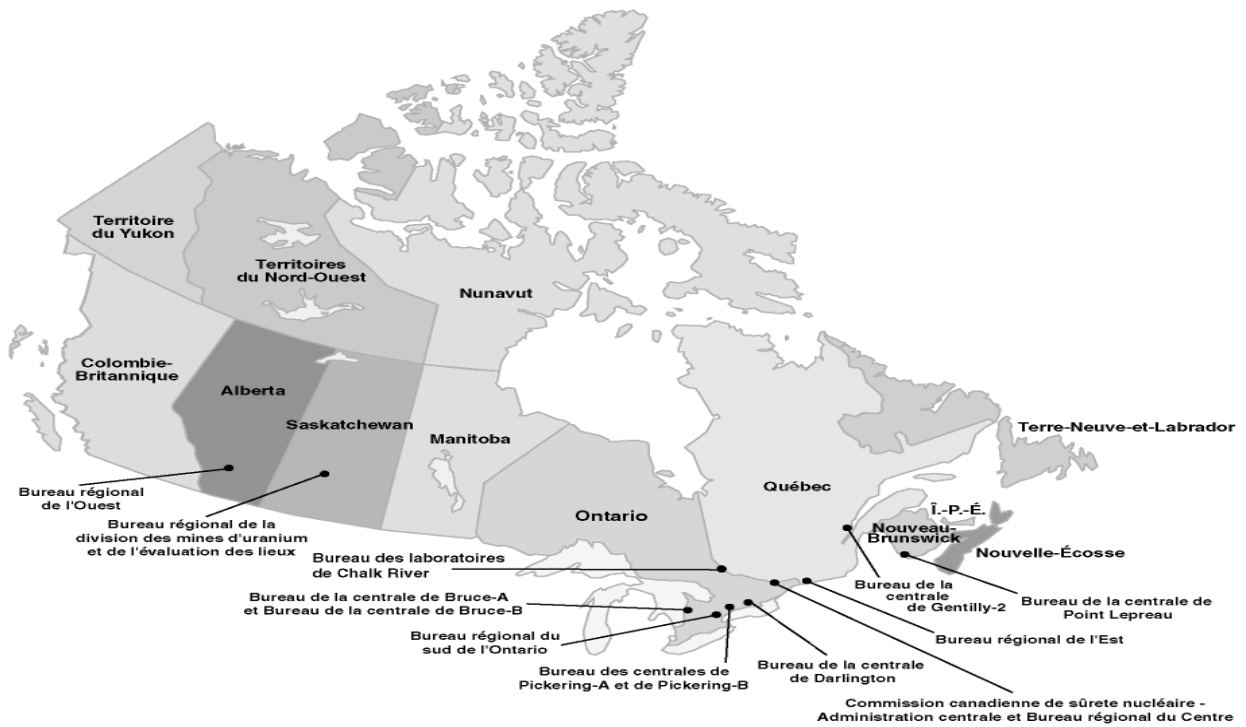 Territoire
du Yukon
Territoires
du Nord-Ouest
Nunavut
Colombie-
Britannique
Alberta
Saskatchewan
Manitoba
Terre-Neuve-et-Labrador
Québec
Ontario
Î.-P.-É.
Nouveau-
Brunswick
Nouvelle-Écosse
Bureau régional
de l'Ouest
Bureau régional de la
division des mines d'uranium
et de l'évaluation des lieux
Bureau des laboratoires
de Chalk River
Bureau de la centrale de Bruce-A
et Bureau de la centrale de Bruce-B
Bureau régional du
sud de l'Ontario
Bureau des centrales de
Pickering-A et de Pickering-B
Bureau de la centrale
de Darlington
Bureau de la
centrale
de Gentilly-2
Bureau de la centrale de
Point Lepreau
Bureau régional de l'Est
Commission canadienne de sûrete nucléaire -
Administration centrale et Bureau régional du Centre